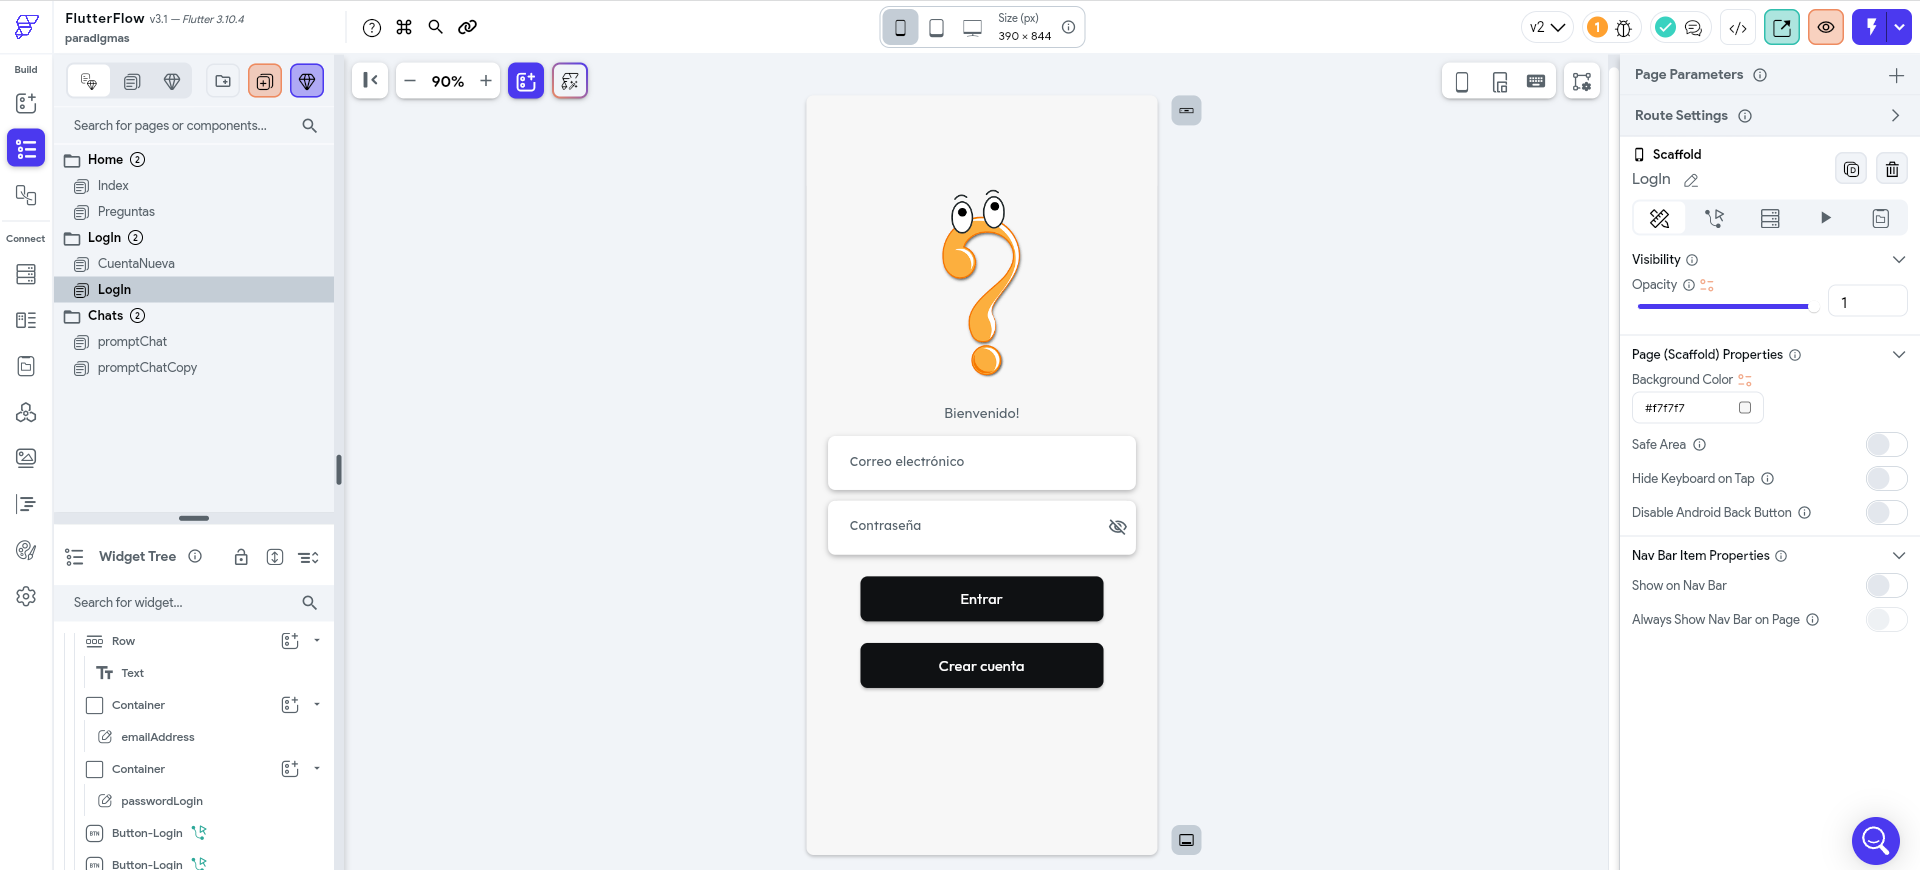 FlutterFlow v3.1 — Flutter 3.10.4
paradigmas
Size (px)
390 × 844
v2
1
Build
Connect
Search for pages or components...
Home 2
Index
Preguntas
LogIn 2
CuentaNueva
LogIn
Chats 2
promptChat
promptChatCopy
Widget Tree
Search for widget...
Row
Text
Container
emailAddress
Container
passwordLogin
BTN Button-Login
BTN Button-Login
90%
Bienvenido!
Correo electrónico
Contraseña
Entrar
Crear cuenta
Page Parameters
Route Settings
Scaffold
LogIn
Visibility
Opacity
1
Page (Scaffold) Properties
Background Color
#f7f7f7
Safe Area
Hide Keyboard on Tap
Disable Android Back Button
Nav Bar Item Properties
Show on Nav Bar
Always Show Nav Bar on Page